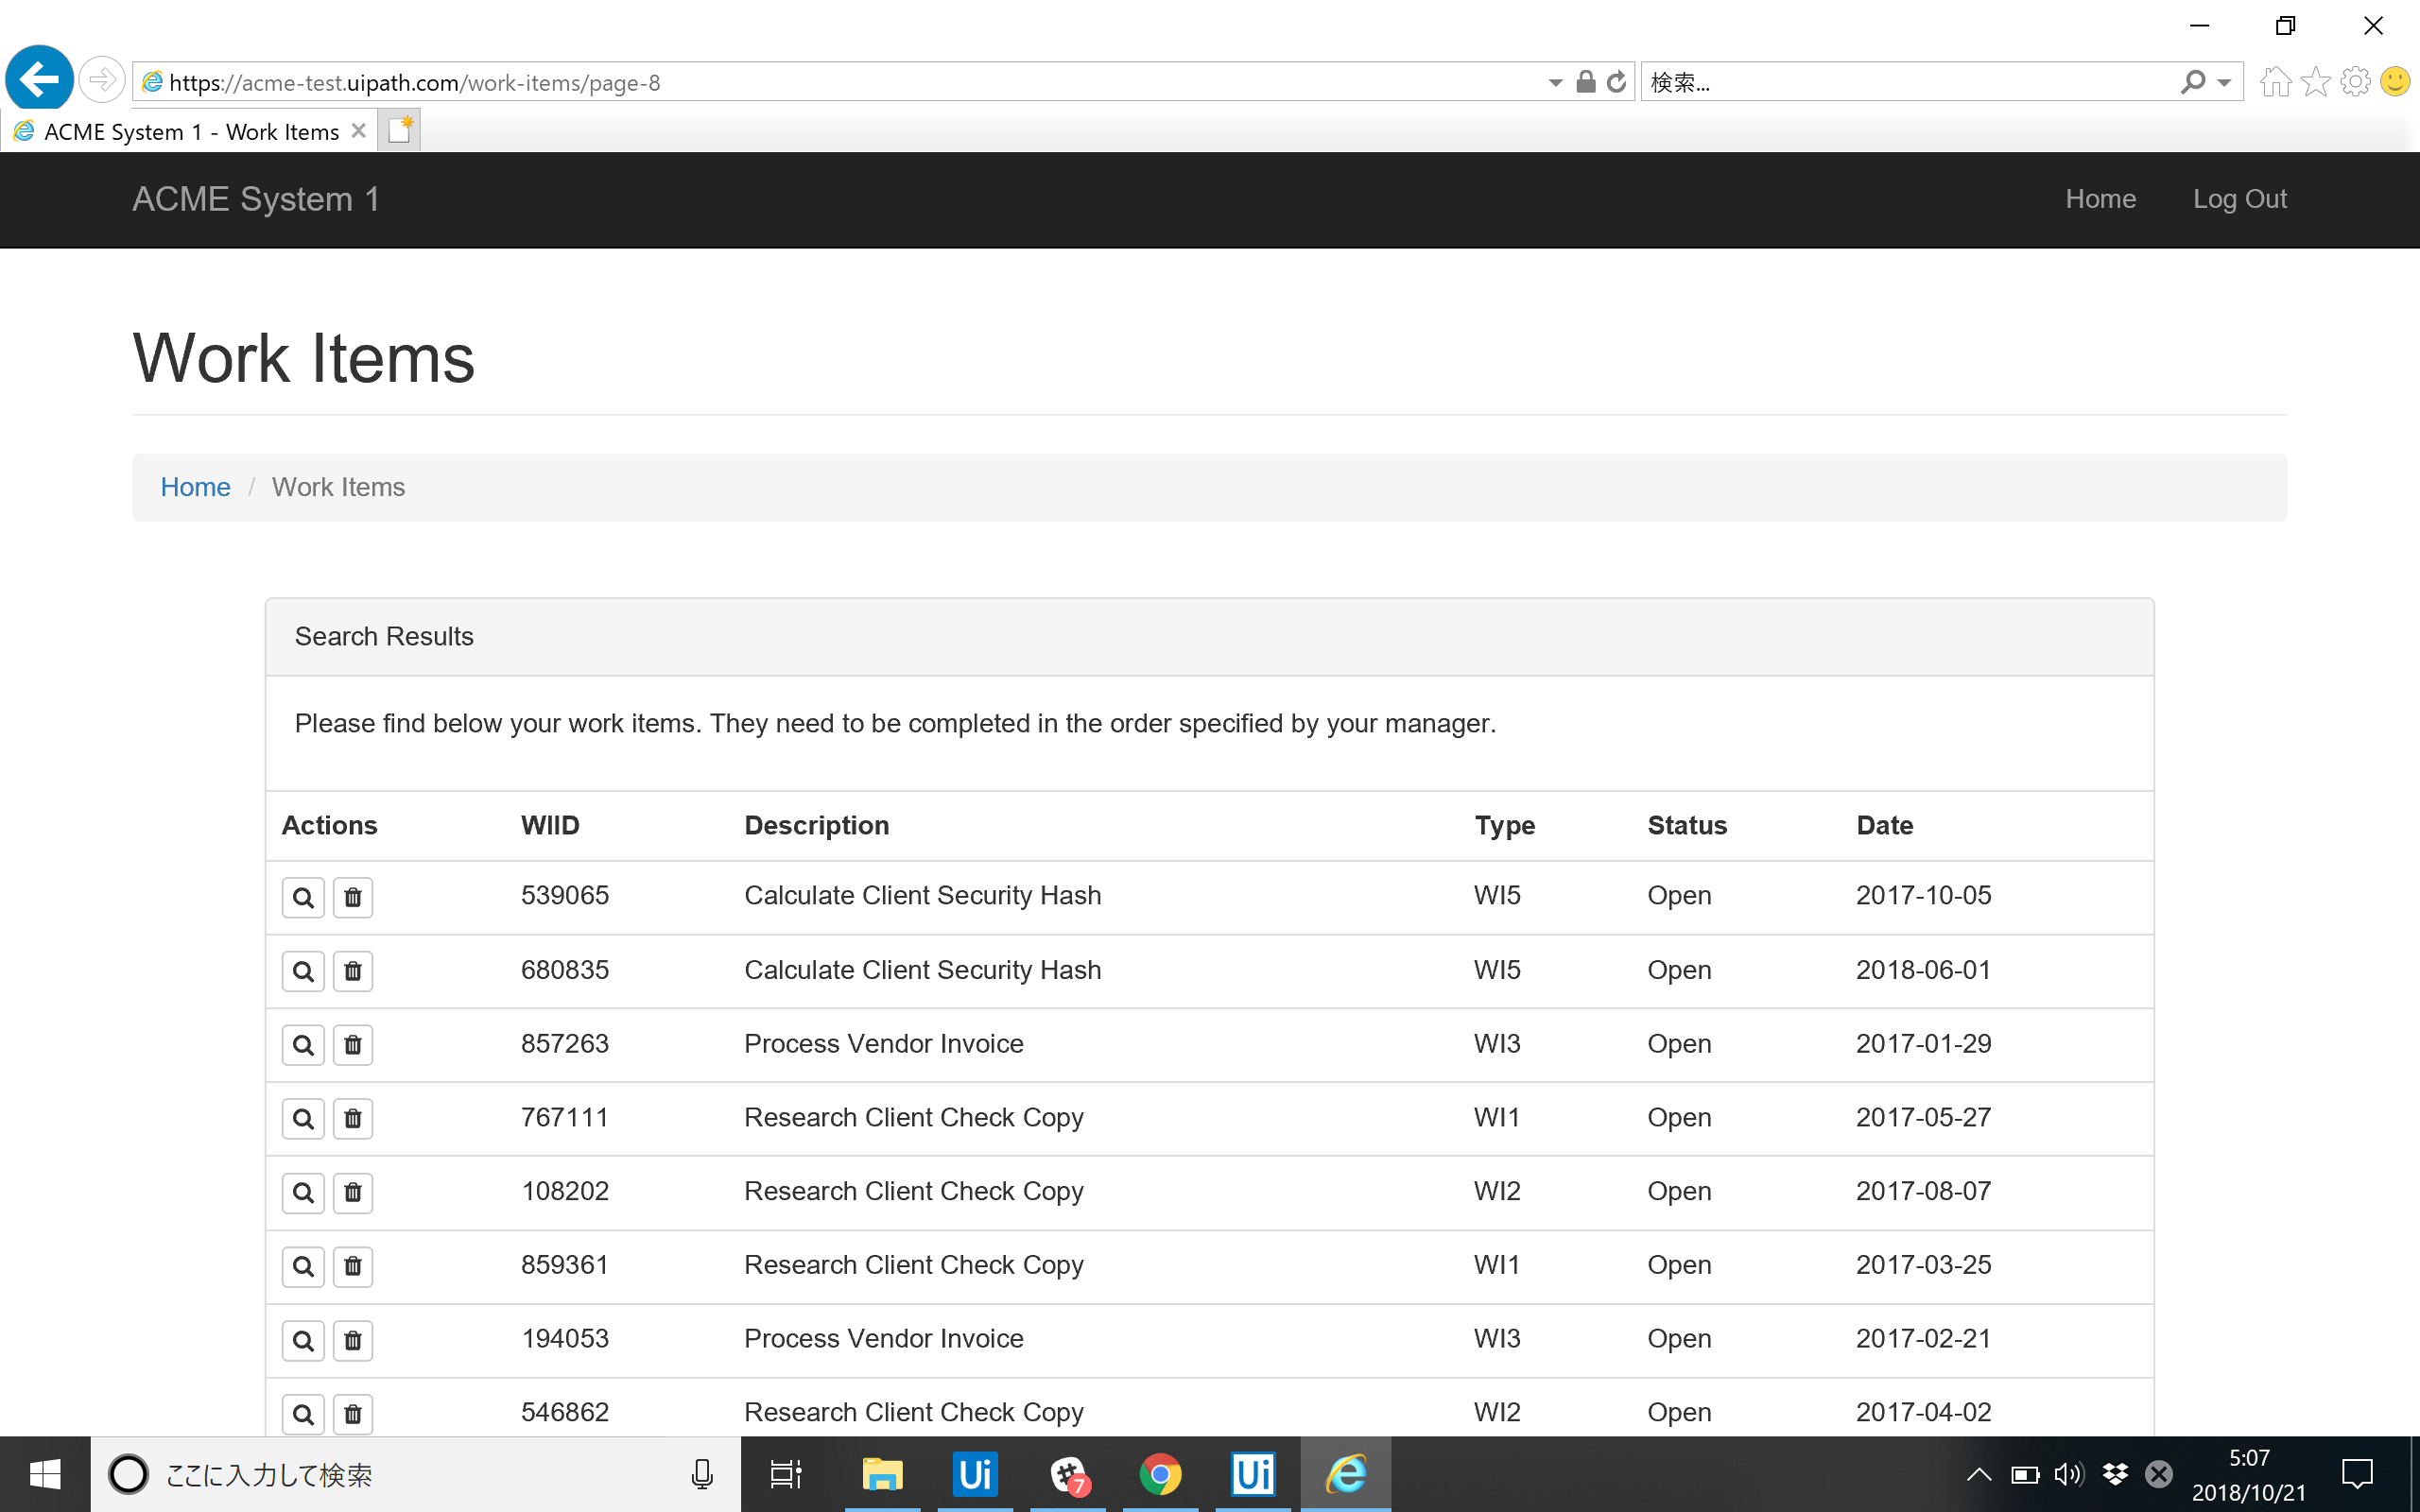 https://acme-test.uipath.com/work-items/page-8
検索...
ACME System 1 - Work Items
ACME System 1
Home
Log Out
Work Items
Home / Work Items
Search Results
Please find below your work items. They need to be completed in the order specified by your manager.
Actions WIID Description Type Status Date
539065 Calculate Client Security Hash WI5 Open 2017-10-05
680835 Calculate Client Security Hash WI5 Open 2018-06-01
857263 Process Vendor Invoice WI3 Open 2017-01-29
767111 Research Client Check Copy WI1 Open 2017-05-27
108202 Research Client Check Copy WI2 Open 2017-08-07
859361 Research Client Check Copy WI1 Open 2017-03-25
194053 Process Vendor Invoice WI3 Open 2017-02-21
546862 Research Client Check Copy WI2 Open 2017-04-02
ここに入力して検索
Ui
7
Ui
5:07
2018/10/21